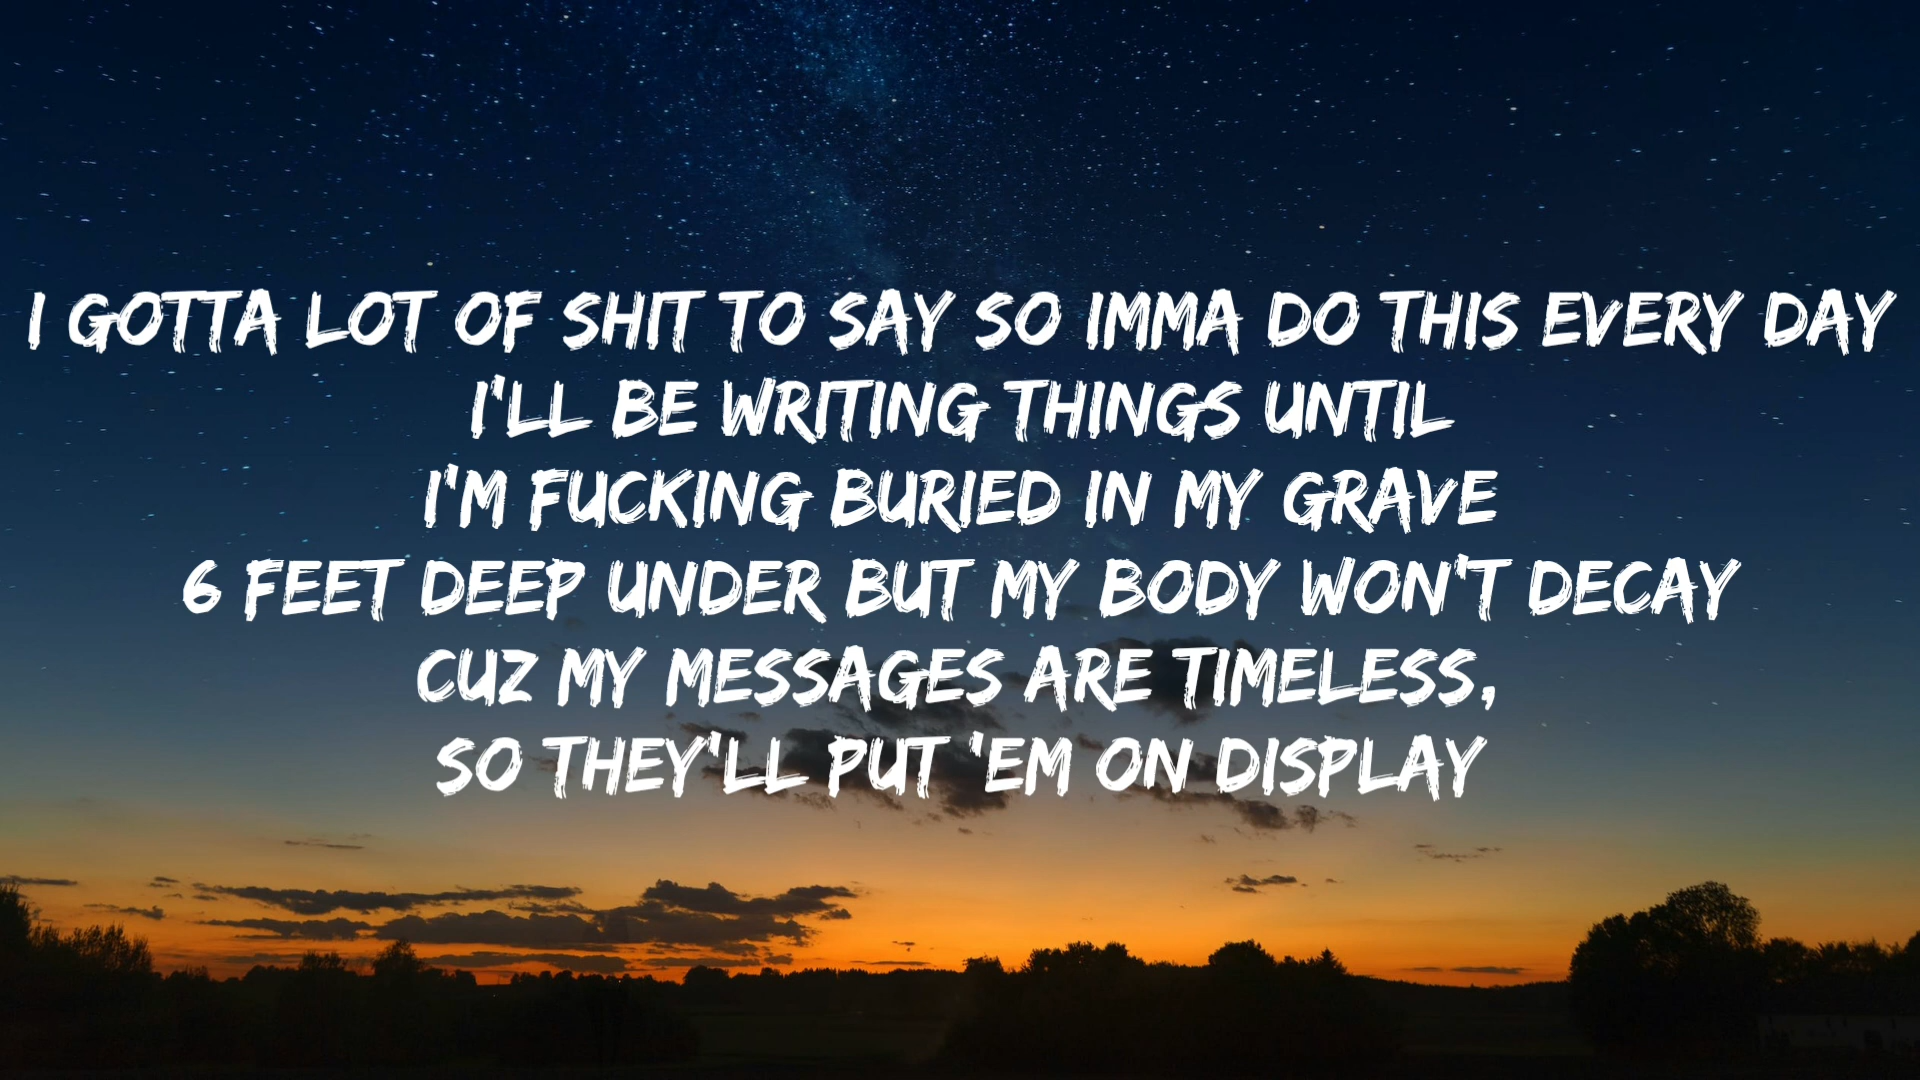 I GOTTA LOT OF SHIT TO SAY SO IMMA DO THIS EVERY DAY
I'LL BE WRITING THINGS UNTIL
I'M FUCKING BURIED IN MY GRAVE
6 FEET DEEP UNDER BUT MY BODY WON'T DECAY
CUZ MY MESSAGES ARE TIMELESS,
SO THEY'LL PUT 'EM ON DISPLAY